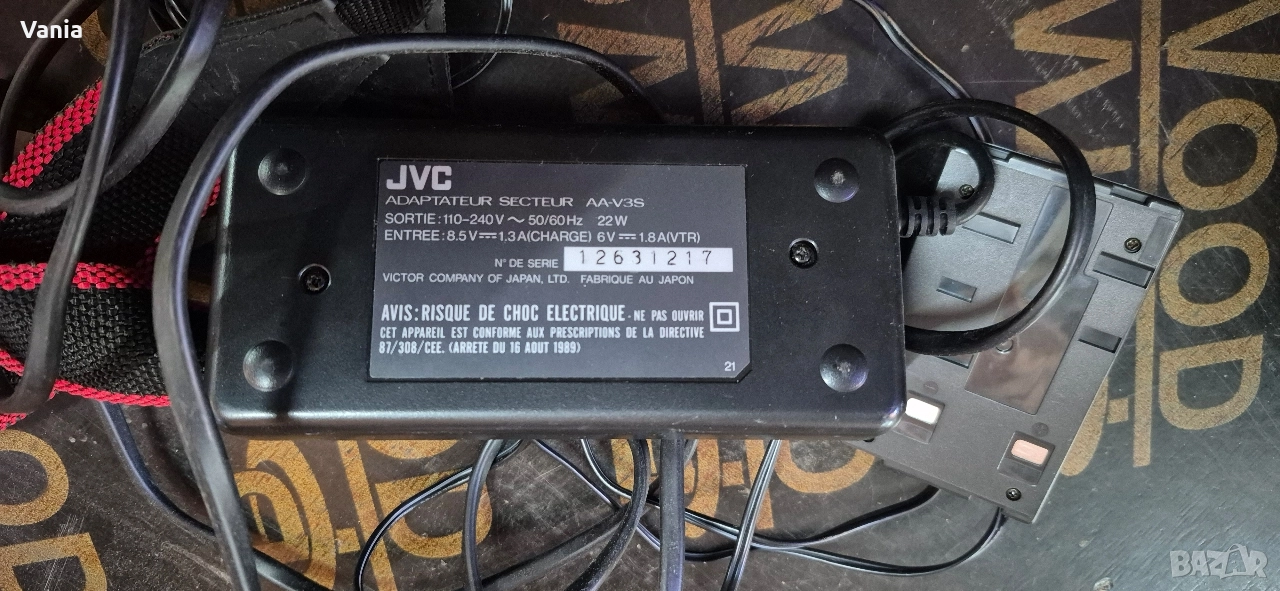 Vania
JVC
ADAPTATEUR SECTEUR AA-V3S
SORTIE: 110-240V ~ 50/60Hz 22W
ENTREE: 8.5V ⎓ 1.3A(CHARGE) 6V ⎓ 1.8A(VTR)
N° DE SERIE 12631217
VICTOR COMPANY OF JAPAN, LTD. FABRIQUE AU JAPON
AVIS: RISQUE DE CHOC ELECTRIQUE - NE PAS OUVRIR
CET APPAREIL EST CONFORME AUX PRESCRIPTIONS DE LA DIRECTIVE
87/308/CEE. (ARRETE DU 16 AOUT 1989)
21
WOOD
BAZAR